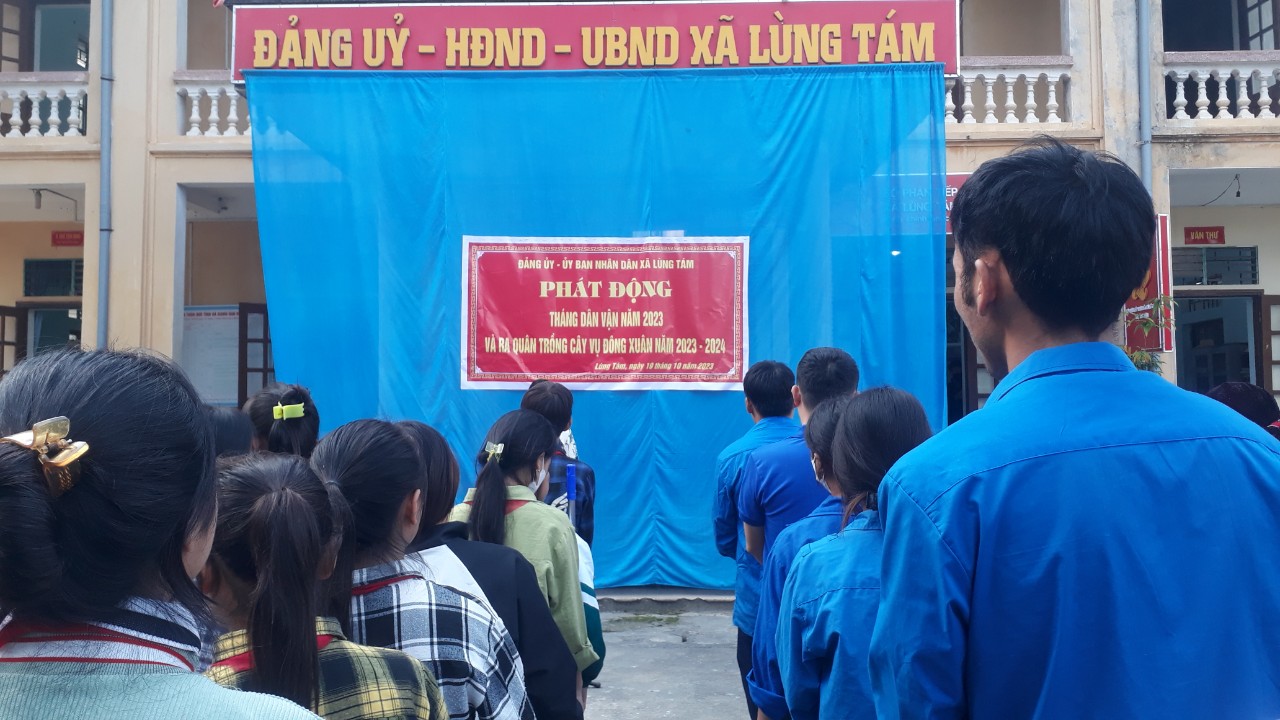 ĐẢNG UỶ - HĐND - UBND XÃ LÙNG TÁM
ĐẢNG ỦY - ỦY BAN NHÂN DÂN XÃ LÙNG TÁM
PHÁT ĐỘNG
THÁNG DÂN VẬN NĂM 2023
VÀ RA QUÂN TRỒNG CÂY VỤ ĐÔNG XUÂN NĂM 2023 - 2024
Lùng Tám, ngày 10 tháng 10 năm 2023
VĂN THƯ